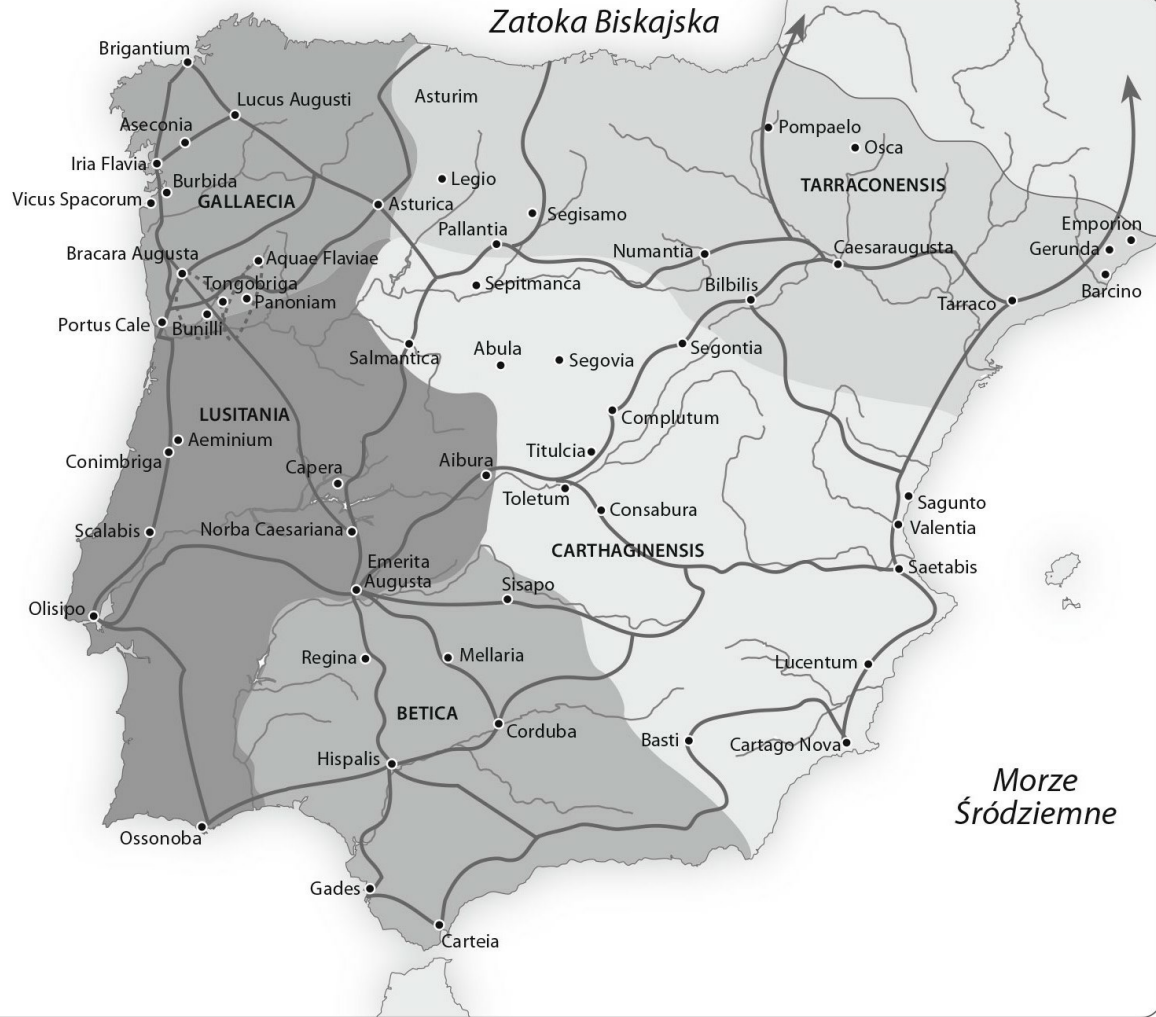 Zatoka Biskajska
Brigantium
Asturim
Lucus Augusti
Aseconia
Pompaelo
Osca
Iria Flavia
Burbida
Legio
TARRACONENSIS
Vicus Spacorum
GALLAECIA
Asturica
Segisamo
Emporion
Pallantia
Numantia
Caesaraugusta
Gerunda
Bracara Augusta
Aquae Flaviae
Tongobriga
Sepitmanca
Bilbilis
Barcino
Panoniam
Tarraco
Portus Cale
Bunilli
Salmantica
Abula
Segovia
Segontia
LUSITANIA
Complutum
Aeminium
Conimbriga
Titulcia
Capera
Aibura
Toletum
Sagunto
Consabura
Scalabis
Norba Caesariana
Valentia
CARTHAGINENSIS
Emerita
Augusta
Saetabis
Sisapo
Olisipo
Regina
Mellaria
Lucentum
BETICA
Corduba
Basti
Cartago Nova
Hispalis
Morze
Śródziemne
Ossonoba
Gades
Carteia